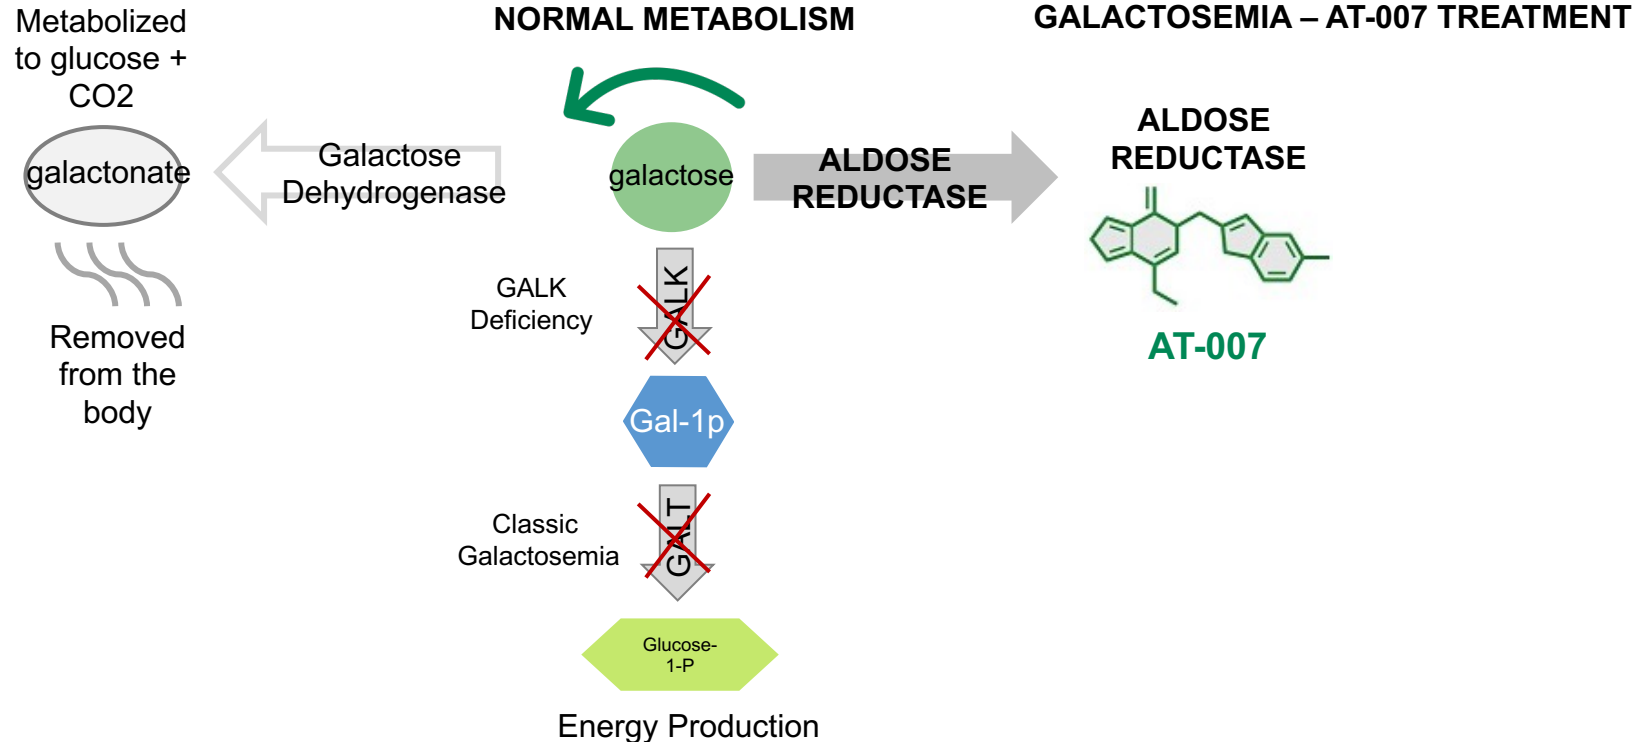 NORMAL METABOLISM
GALACTOSEMIA – AT-007 TREATMENT
Metabolized
to glucose +
CO2
galactonate
Removed
from the
body
Galactose
Dehydrogenase
galactose
ALDOSE
REDUCTASE
ALDOSE
REDUCTASE
AT-007
GALK
Deficiency
GALK
Gal-1p
Classic
Galactosemia
GALT
Glucose-
1-P
Energy Production